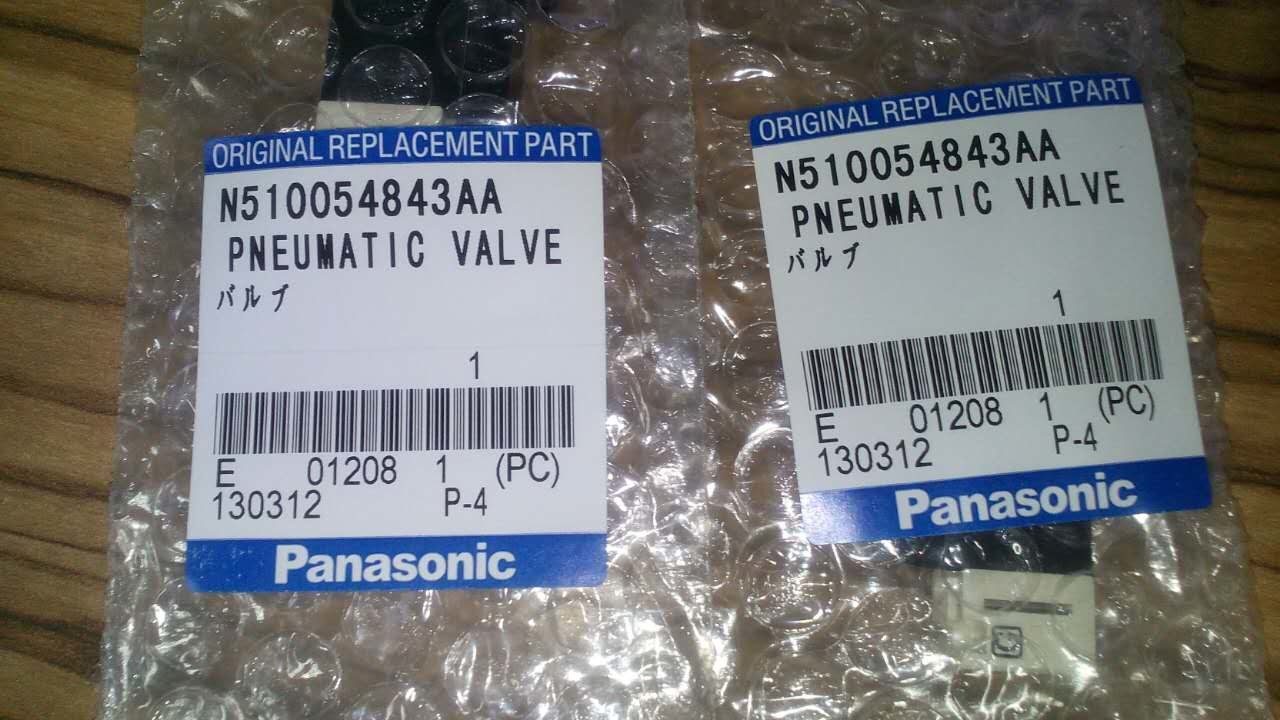 ORIGINAL REPLACEMENT PART
N510054843AA
PNEUMATIC VALVE
バルブ
1
E 01208 1 (PC)
130312 P-4
Panasonic
ORIGINAL REPLACEMENT PART
N510054843AA
PNEUMATIC VALVE
バルブ
1
E 01208 1 (PC)
130312 P-4
Panasonic